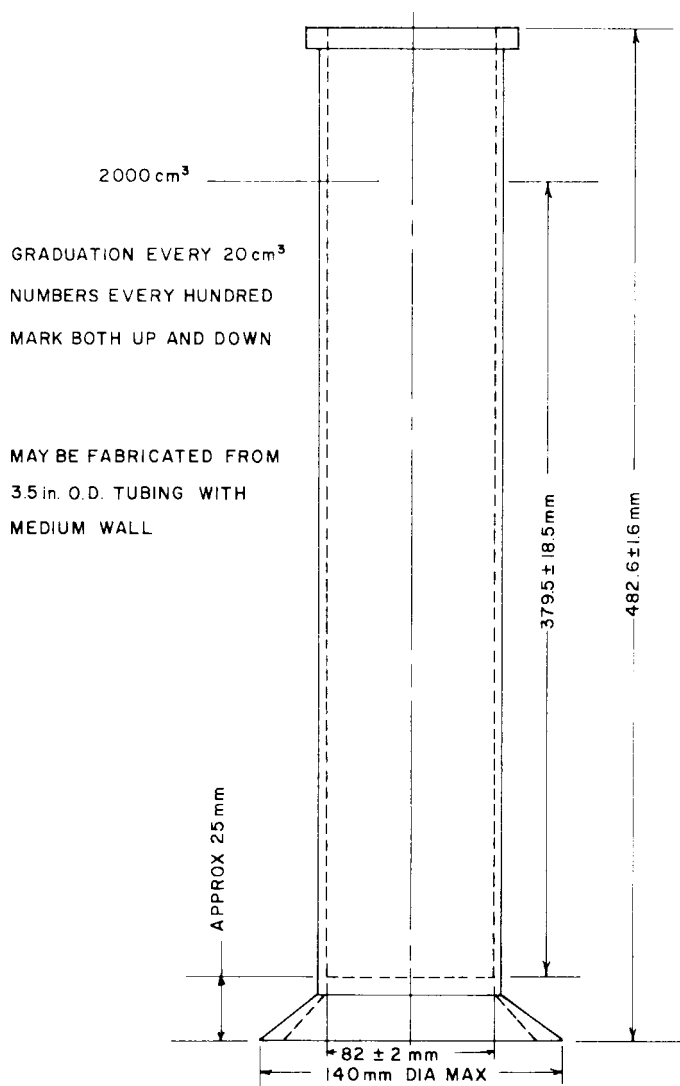 2000 cm³
GRADUATION EVERY 20 cm³
NUMBERS EVERY HUNDRED
MARK BOTH UP AND DOWN
MAY BE FABRICATED FROM
3.5 in. O.D. TUBING WITH
MEDIUM WALL
379.5 ± 18.5 mm
482.6 ± 1.6 mm
APPROX 25 mm
82 ± 2 mm
140 mm DIA MAX